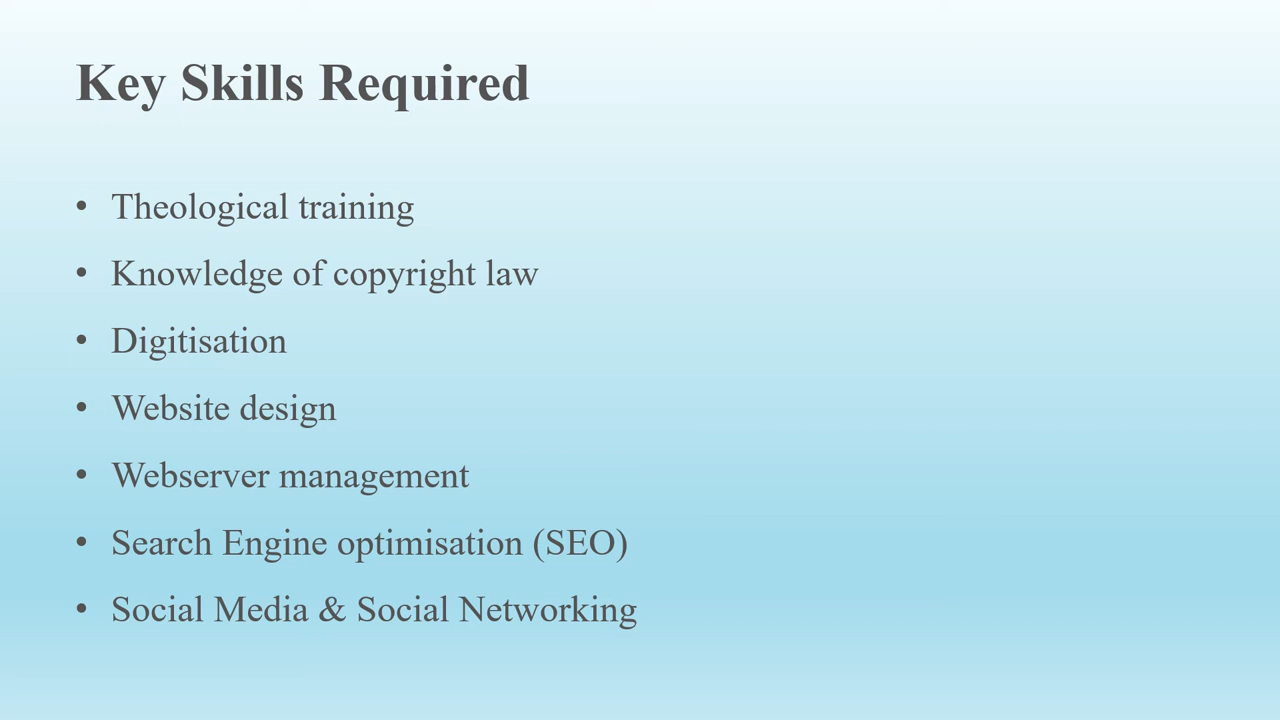 Key Skills Required
• Theological training
• Knowledge of copyright law
• Digitisation
• Website design
• Webserver management
• Search Engine optimisation (SEO)
• Social Media & Social Networking